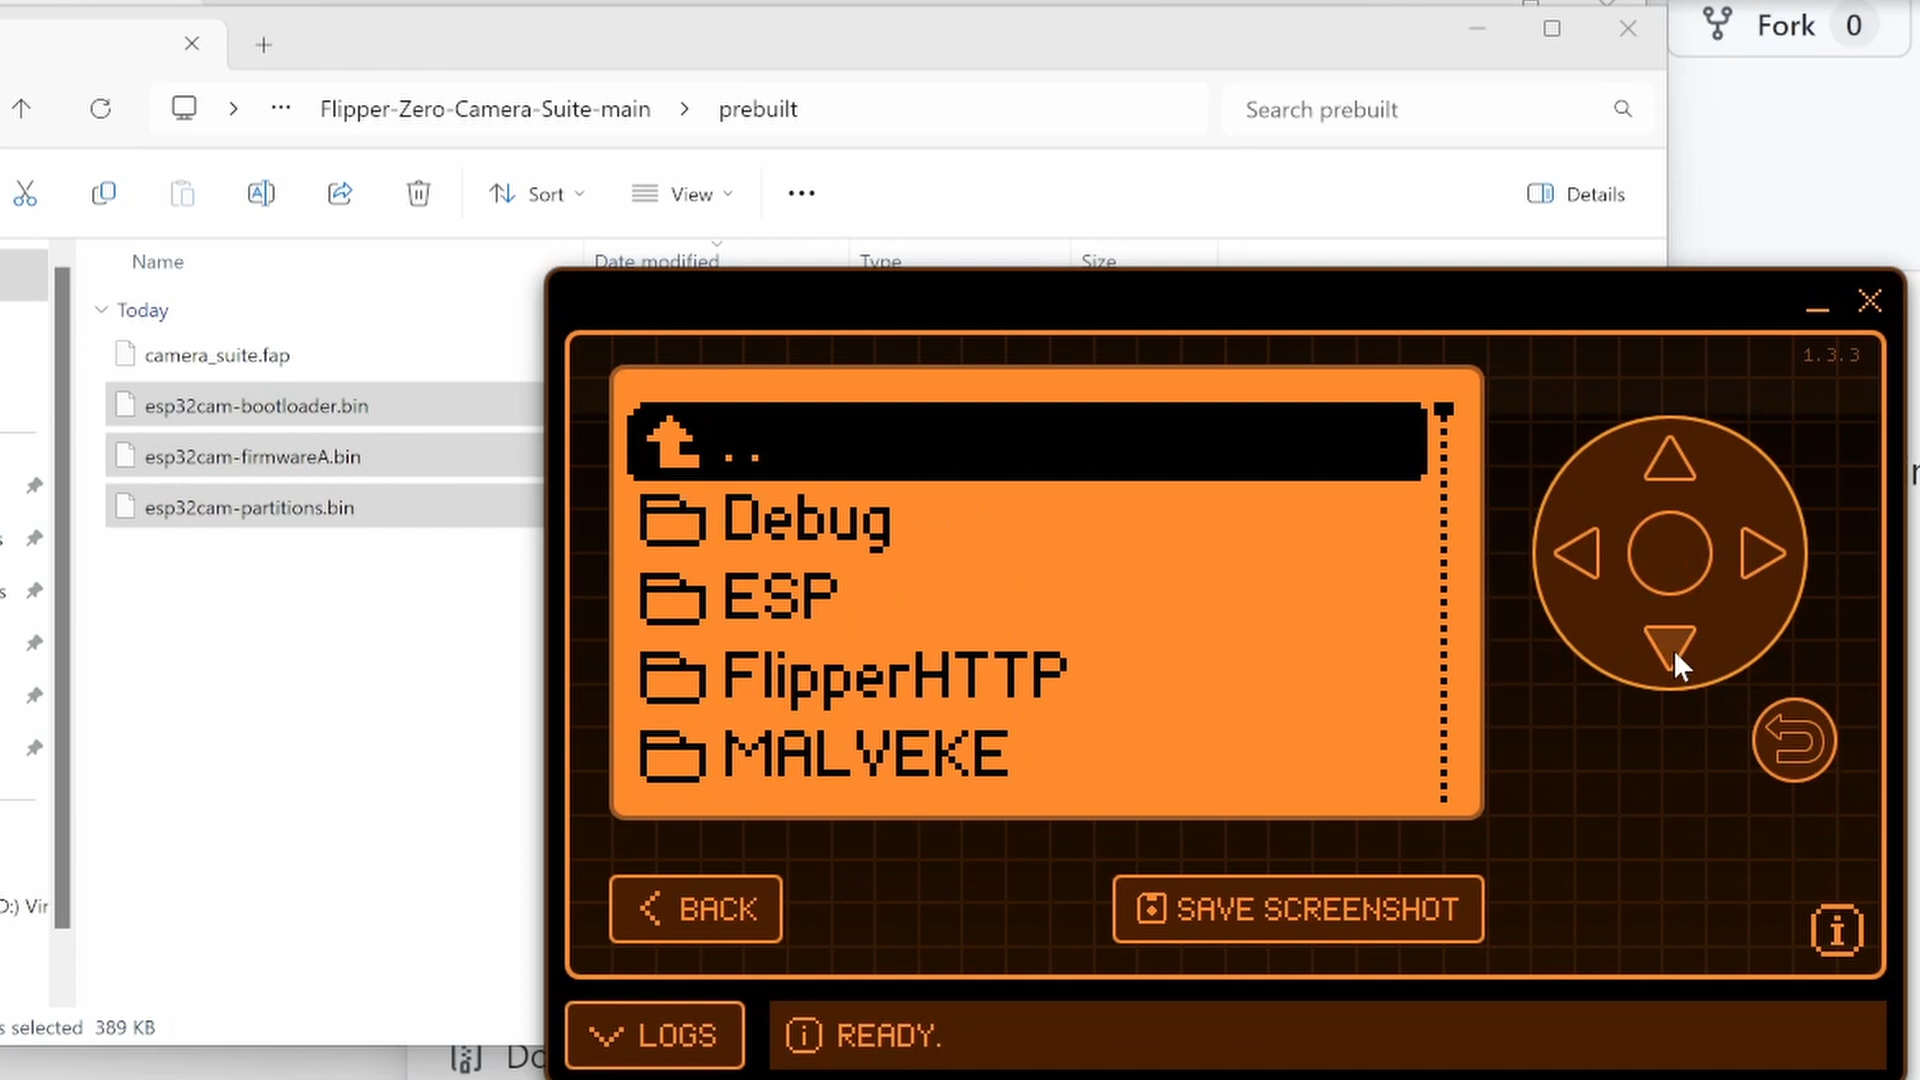 Fork 0
Flipper-Zero-Camera-Suite-main
prebuilt
Search prebuilt
Sort
View
Details
Name
Date modified
Type
Size
Today
camera_suite.fap
esp32cam-bootloader.bin
esp32cam-firmwareA.bin
esp32cam-partitions.bin
1.3.3
..
Debug
ESP
FlipperHTTP
MALVEKE
BACK
SAVE SCREENSHOT
selected 389 KB
LOGS
READY.